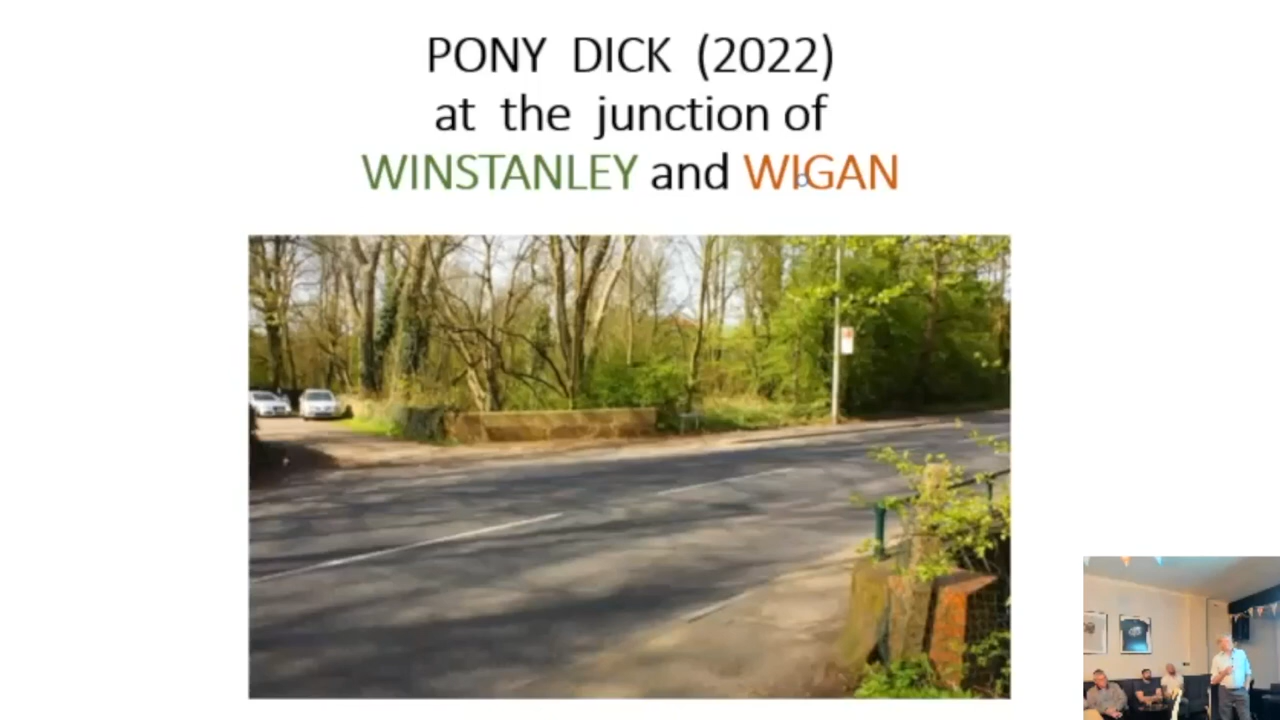 PONY DICK (2022)
at the junction of
WINSTANLEY and WIGAN